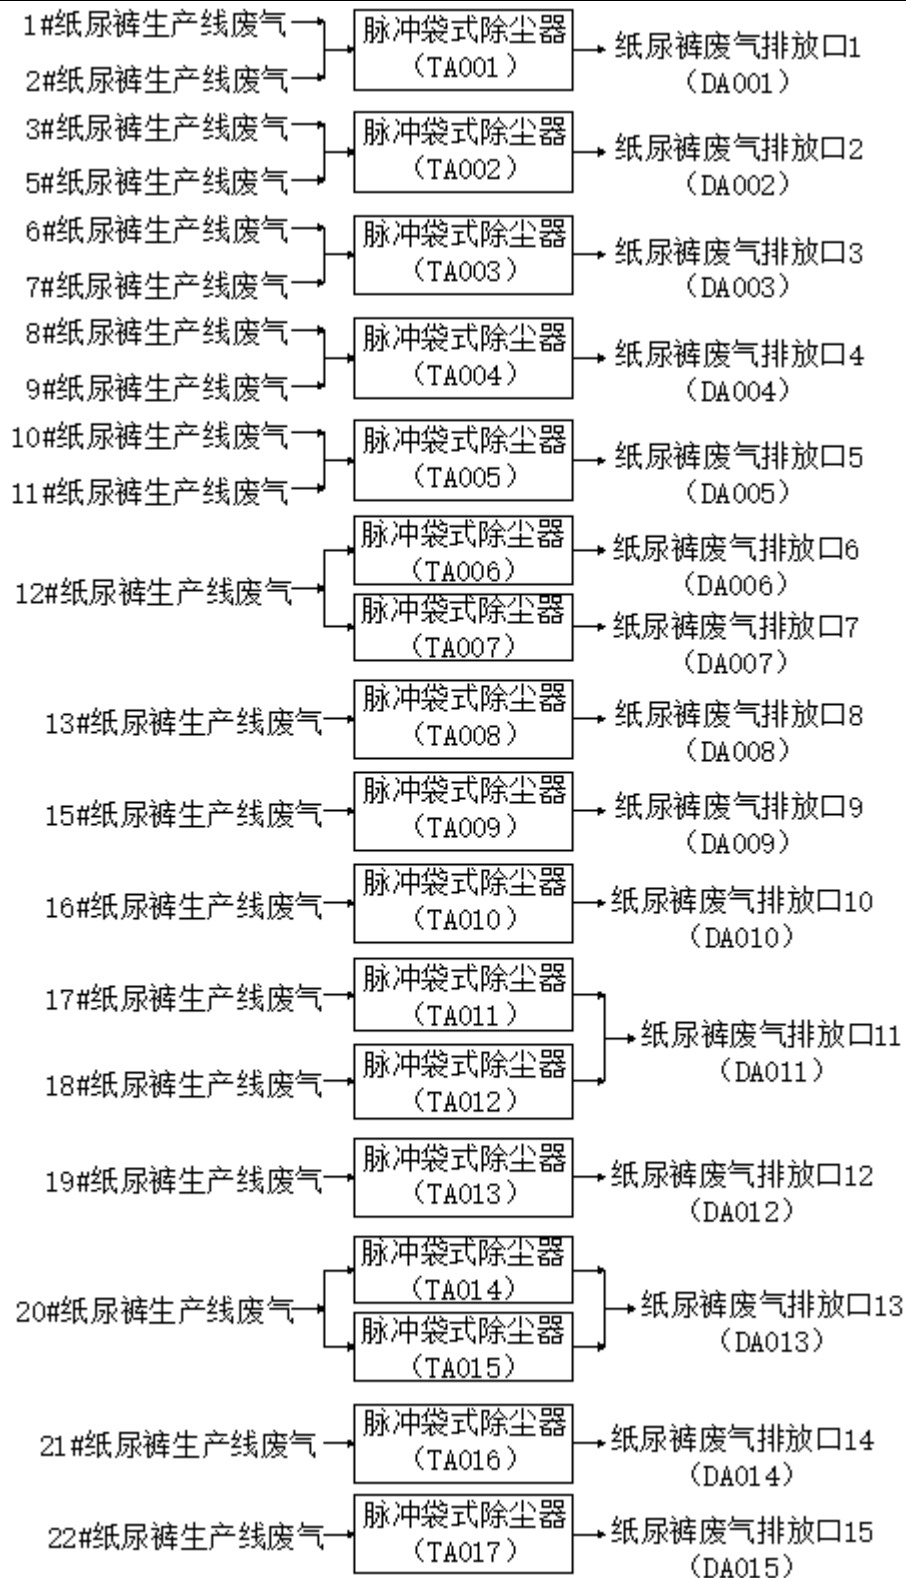 1#纸尿裤生产线废气
2#纸尿裤生产线废气
脉冲袋式除尘器
（TA001）
纸尿裤废气排放口1
（DA001）
3#纸尿裤生产线废气
5#纸尿裤生产线废气
脉冲袋式除尘器
（TA002）
纸尿裤废气排放口2
（DA002）
6#纸尿裤生产线废气
7#纸尿裤生产线废气
脉冲袋式除尘器
（TA003）
纸尿裤废气排放口3
（DA003）
8#纸尿裤生产线废气
9#纸尿裤生产线废气
脉冲袋式除尘器
（TA004）
纸尿裤废气排放口4
（DA004）
10#纸尿裤生产线废气
11#纸尿裤生产线废气
脉冲袋式除尘器
（TA005）
纸尿裤废气排放口5
（DA005）
12#纸尿裤生产线废气
脉冲袋式除尘器
（TA006）
纸尿裤废气排放口6
（DA006）
脉冲袋式除尘器
（TA007）
纸尿裤废气排放口7
（DA007）
13#纸尿裤生产线废气
脉冲袋式除尘器
（TA008）
纸尿裤废气排放口8
（DA008）
15#纸尿裤生产线废气
脉冲袋式除尘器
（TA009）
纸尿裤废气排放口9
（DA009）
16#纸尿裤生产线废气
脉冲袋式除尘器
（TA010）
纸尿裤废气排放口10
（DA010）
17#纸尿裤生产线废气
脉冲袋式除尘器
（TA011）
18#纸尿裤生产线废气
脉冲袋式除尘器
（TA012）
纸尿裤废气排放口11
（DA011）
19#纸尿裤生产线废气
脉冲袋式除尘器
（TA013）
纸尿裤废气排放口12
（DA012）
20#纸尿裤生产线废气
脉冲袋式除尘器
（TA014）
脉冲袋式除尘器
（TA015）
纸尿裤废气排放口13
（DA013）
21#纸尿裤生产线废气
脉冲袋式除尘器
（TA016）
纸尿裤废气排放口14
（DA014）
22#纸尿裤生产线废气
脉冲袋式除尘器
（TA017）
纸尿裤废气排放口15
（DA015）